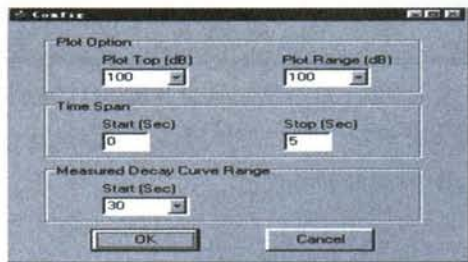 Config
Plot Option
Plot Top (dB) Plot Range (dB)
100 100
Time Span
Start (Sec) Stop (Sec)
0 5
Measured Decay Curve Range
Start (Sec)
30
OK Cancel